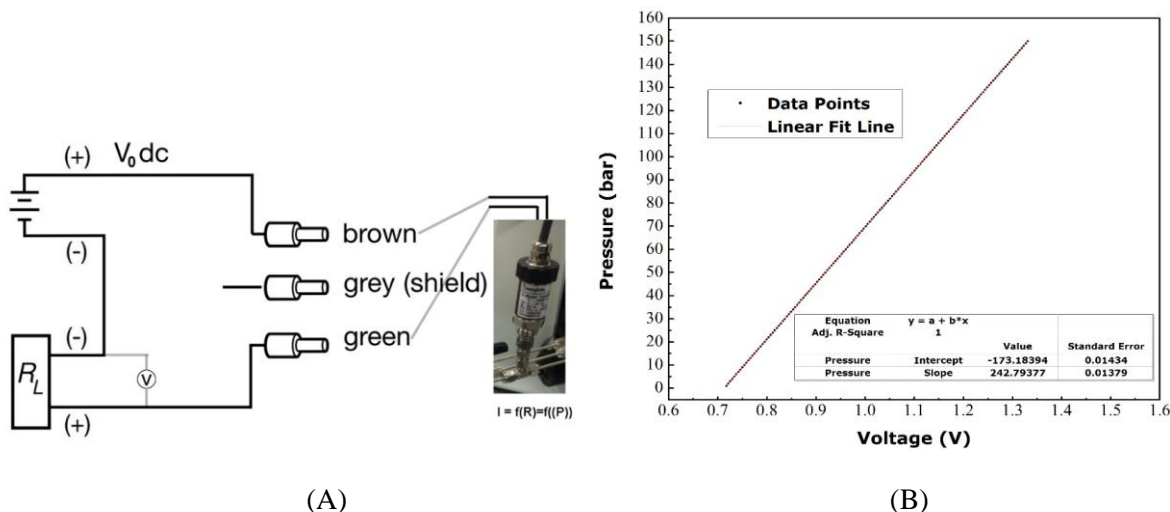 (+) V₀ dc
(-)
brown
grey (shield)
green
(-)
R_L
V
(+)
I = f(R)=f((P))
(A)
Pressure (bar)
160
150
140
130
120
110
100
90
80
70
60
50
40
30
20
10
0
Data Points
Linear Fit Line
Equation y = a + b*x
Adj. R-Square 1
Value Standard Error
Pressure Intercept -173.18394 0.01434
Pressure Slope 242.79377 0.01379
0.6 0.7 0.8 0.9 1.0 1.1 1.2 1.3 1.4 1.5 1.6
Voltage (V)
(B)